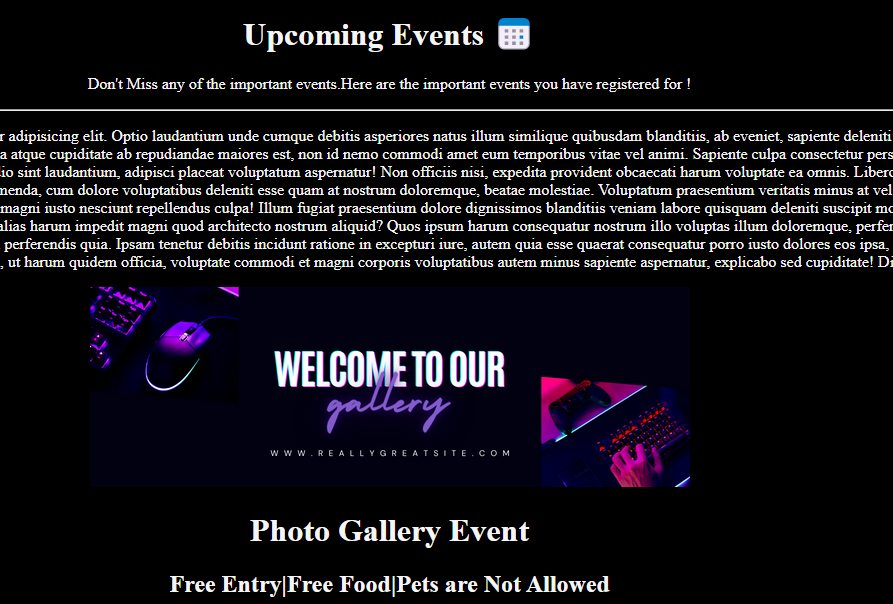 Upcoming Events
Don't Miss any of the important events.Here are the important events you have registered for !
r adipisicing elit. Optio laudantium unde cumque debitis asperiores natus illum similique quibusdam blanditiis, ab eveniet, sapiente deleniti
a atque cupiditate ab repudiandae maiores est, non id nemo commodi amet eum temporibus vitae vel animi. Sapiente culpa consectetur pers
dio sint laudantium, adipisci placeat voluptatum aspernatur! Non officiis nisi, expedita provident obcaecati harum voluptate ea omnis. Liber
menda, cum dolore voluptatibus deleniti esse quam at nostrum doloremque, beatae molestiae. Voluptatum praesentium veritatis minus at vel
magni iusto nesciunt repellendus culpa! Illum fugiat praesentium dolore dignissimos blanditiis veniam labore quisquam deleniti suscipit mo
alias harum impedit magni quod architecto nostrum aliquid? Quos ipsum harum consequatur nostrum illo voluptas illum doloremque, perfer
perferendis quia. Ipsam tenetur debitis incidunt ratione in excepturi iure, autem quia esse quaerat consequatur porro iusto dolores eos ipsa,
, ut harum quidem officia, voluptate commodi et magni corporis voluptatibus autem minus sapiente aspernatur, explicabo sed cupiditate! Di
WELCOME TO OUR
gallery
WWW.REALLYGREATSITE.COM
Photo Gallery Event
Free Entry|Free Food|Pets are Not Allowed